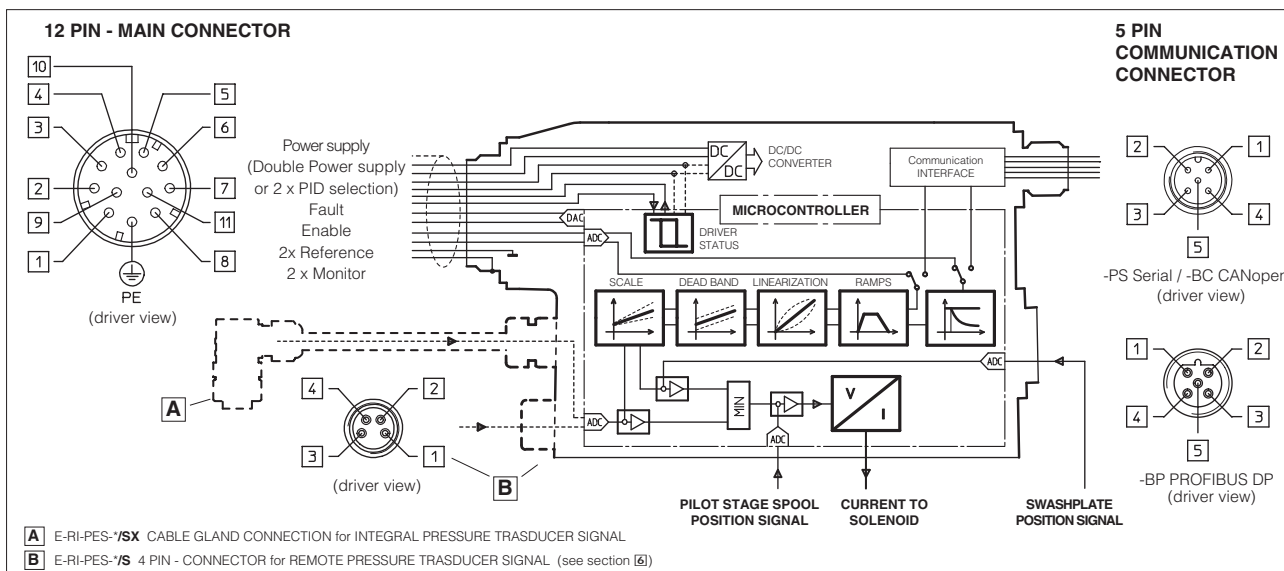 12 PIN - MAIN CONNECTOR
10
4
5
3
6
2
7
9
11
1
8
PE
(driver view)
Power supply
(Double Power supply
or 2 x PID selection)
Fault
Enable
2x Reference
2 x Monitor
DC
DC
DC/DC
CONVERTER
Communication
INTERFACE
MICROCONTROLLER
DAC
ADC
DRIVER
STATUS
SCALE
DEAD BAND
LINEARIZATION
RAMPS
ADC
ADC
MIN
ADC
V
I
PILOT STAGE SPOOL
POSITION SIGNAL
CURRENT TO
SOLENOID
SWASHPLATE
POSITION SIGNAL
A
4
2
3
1
(driver view)
B
5 PIN
COMMUNICATION
CONNECTOR
2
1
3
4
5
-PS Serial / -BC CANopen
(driver view)
1
2
4
3
5
-BP PROFIBUS DP
(driver view)
A E-RI-PES-*/SX CABLE GLAND CONNECTION for INTEGRAL PRESSURE TRASDUCER SIGNAL
B E-RI-PES-*/S 4 PIN - CONNECTOR for REMOTE PRESSURE TRASDUCER SIGNAL (see section 6)